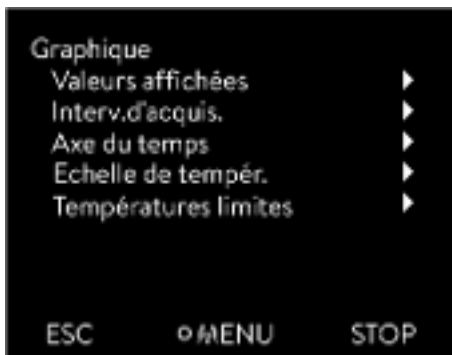 Graphique
Valeurs affichées
Interv.d'acquis.
Axe du temps
Echelle de tempér.
Températures limites
ESC MENU STOP